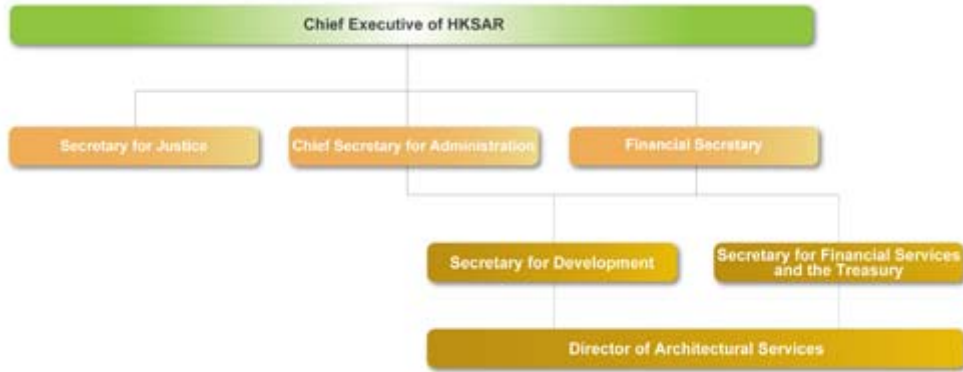 Chief Executive of HKSAR
Secretary for Justice
Chief Secretary for Administration
Financial Secretary
Secretary for Development
Secretary for Financial Services
and the Treasury
Director of Architectural Services